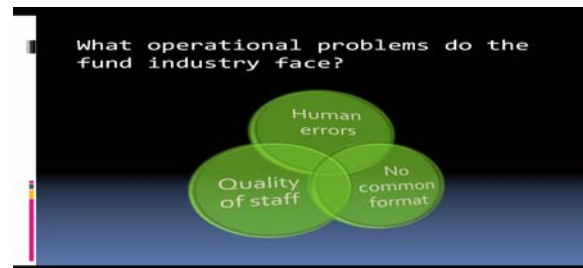 What operational problems do the
fund industry face?
Human
errors
Quality
of staff
No
common
format